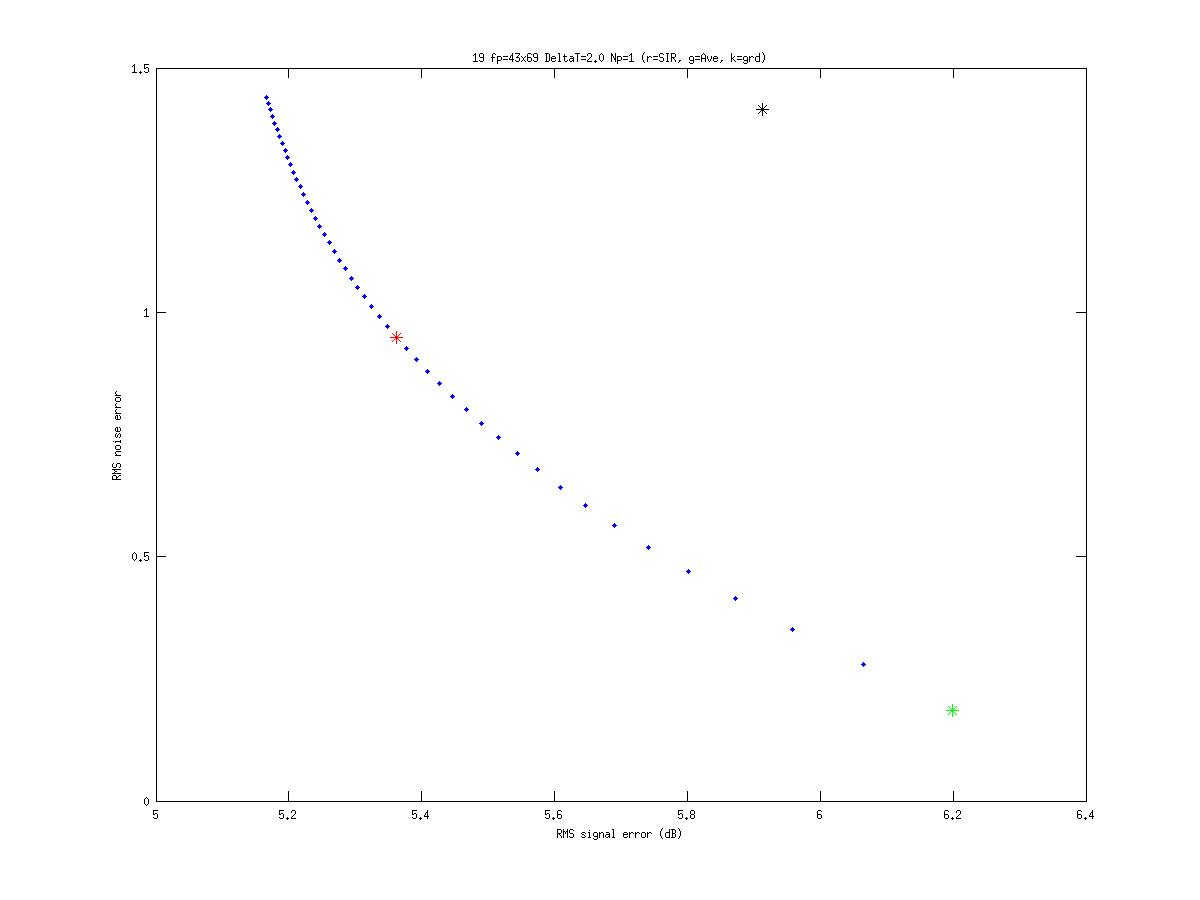 19 fp=43x69 DeltaT=2.0 Np=1 (r=SIR, g=Ave, k=grd)
1.5
1
0.5
0
RMS noise error
5 5.2 5.4 5.6 5.8 6 6.2 6.4
RMS signal error (dB)